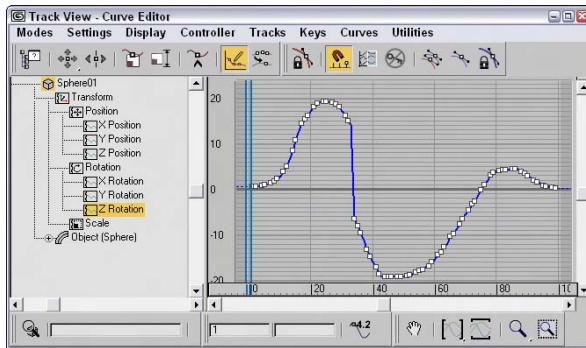 Track View - Curve Editor
Modes Settings Display Controller Tracks Keys Curves Utilities
Sphere01
Transform
Position
X Position
Y Position
Z Position
Rotation
X Rotation
Y Rotation
Z Rotation
Scale
Object (Sphere)
20
10
0
0
-10
-20
0 20 40 60 80 10
1
4.2